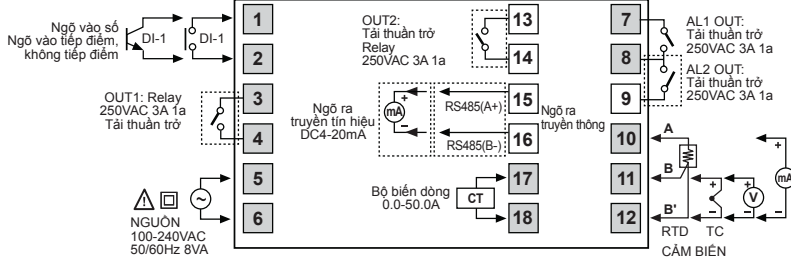 Ngõ vào số
Ngõ vào tiếp điểm,
không tiếp điểm
DI-1
DI-1
1
2
OUT1: Relay
250VAC 3A 1a
Tải thuần trở
3
4
NGUỒN
100-240VAC
50/60Hz 8VA
5
6
OUT2:
Tải thuần trở
Relay
250VAC 3A 1a
13
14
Ngõ ra
truyền tín hiệu
DC4-20mA
+
mA
−
RS485(A+)
RS485(B-)
15
16
Ngõ ra
truyền thông
Bộ biến dòng
0.0-50.0A
CT
17
18
7
8
9
AL1 OUT:
Tải thuần trở
250VAC 3A 1a
AL2 OUT:
Tải thuần trở
250VAC 3A 1a
10
11
12
A
B
B'
+
−
+
V
−
+
mA
−
RTD
TC
CẢM BIẾN